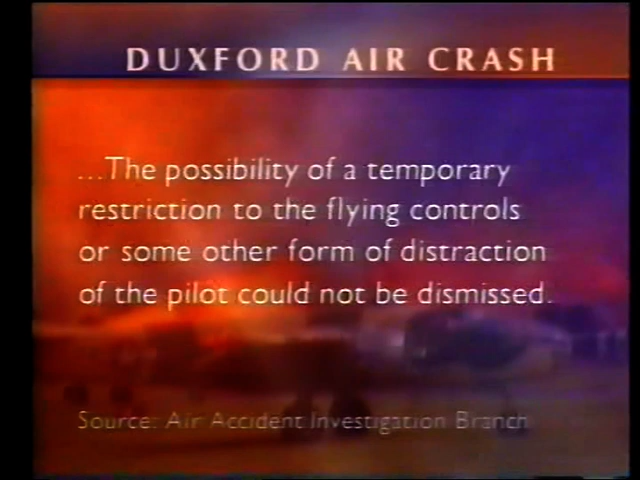 DUXFORD AIR CRASH
...The possibility of a temporary
restriction to the flying controls
or some other form of distraction
of the pilot could not be dismissed.
Source: Air Accident Investigation Branch